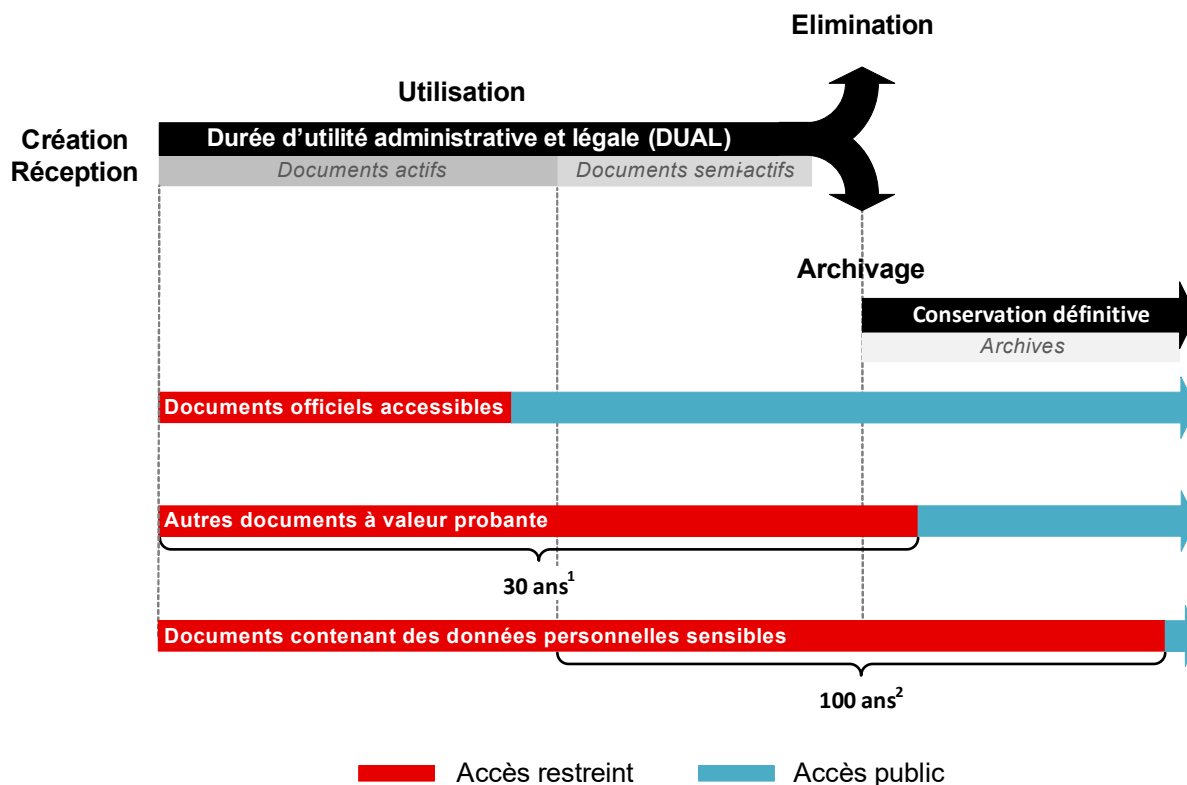 Elimination
Utilisation
Création
Réception
Durée d'utilité administrative et légale (DUAL)
Documents actifs
Documents semi-actifs
Archivage
Conservation définitive
Archives
Documents officiels accessibles
Autres documents à valeur probante
30 ans¹
Documents contenant des données personnelles sensibles
100 ans²
Accès restreint
Accès public